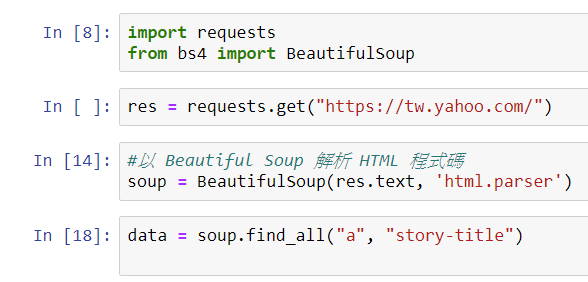 In [8]: import requests
from bs4 import BeautifulSoup
In [ ]: res = requests.get("https://tw.yahoo.com/")
In [14]: #以 Beautiful Soup 解析 HTML 程式碼
soup = BeautifulSoup(res.text, 'html.parser')
In [18]: data = soup.find_all("a", "story-title")